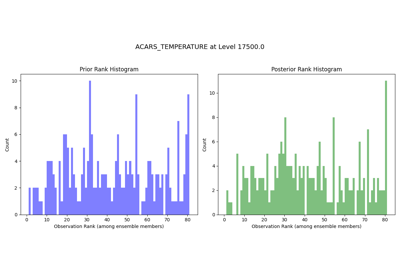 ACARS_TEMPERATURE at Level 17500.0
Prior Rank Histogram
10
8
6
4
2
0
Count
0 10 20 30 40 50 60 70 80
Observation Rank (among ensemble members)
Posterior Rank Histogram
10
8
6
4
2
0
Count
0 10 20 30 40 50 60 70 80
Observation Rank (among ensemble members)